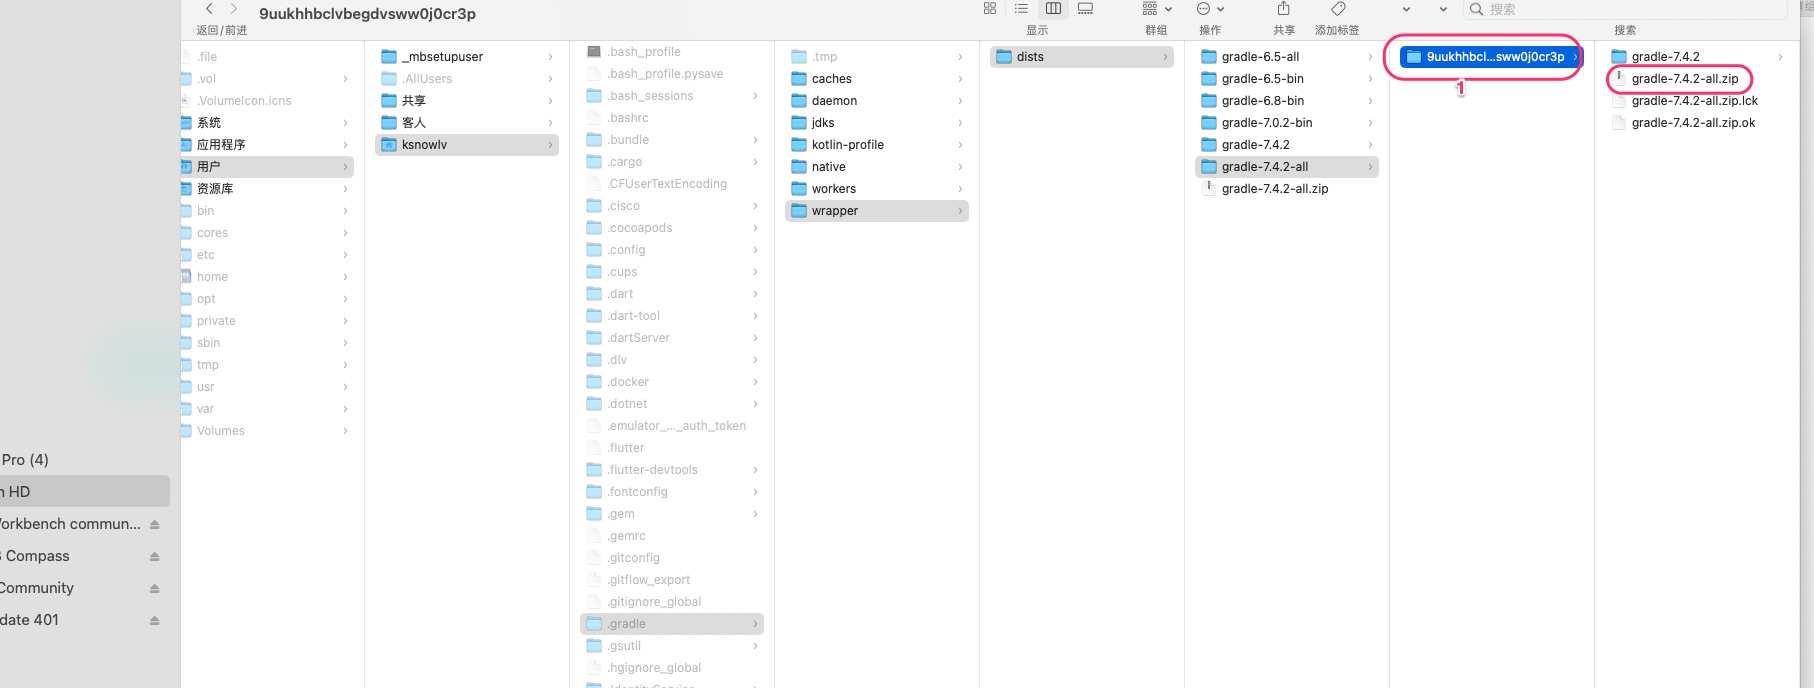 9uukhhbclvbegdvsww0j0cr3p
搜索
返回/前进
显示
群组
操作
共享
添加标签
搜索
.file
.vol
.VolumeIcon.icns
系统
应用程序
用户
资源库
bin
cores
etc
home
opt
private
sbin
tmp
usr
var
Volumes
_mbsetupuser
.AllUsers
共享
客人
ksnowlv
.bash_profile
.bash_profile.pysave
.bash_sessions
.bashrc
.bundle
.cargo
.CFUserTextEncoding
.cisco
.cocoapods
.config
.cups
.dart
.dart-tool
.dartServer
.dlv
.docker
.dotnet
.emulator_..._auth_token
.flutter
.flutter-devtools
.fontconfig
.gem
.gemrc
.gitconfig
.gitflow_export
.gitignore_global
.gradle
.gsutil
.hgignore_global
.tmp
caches
daemon
jdks
kotlin-profile
native
workers
wrapper
dists
gradle-6.5-all
gradle-6.5-bin
gradle-6.8-bin
gradle-7.0.2-bin
gradle-7.4.2
gradle-7.4.2-all
gradle-7.4.2-all.zip
9uukhhbcl...sww0j0cr3p
1
gradle-7.4.2
gradle-7.4.2-all.zip
gradle-7.4.2-all.zip.lck
gradle-7.4.2-all.zip.ok
Pro (4)
HD
orkbench commun...
Compass
Community
date 401